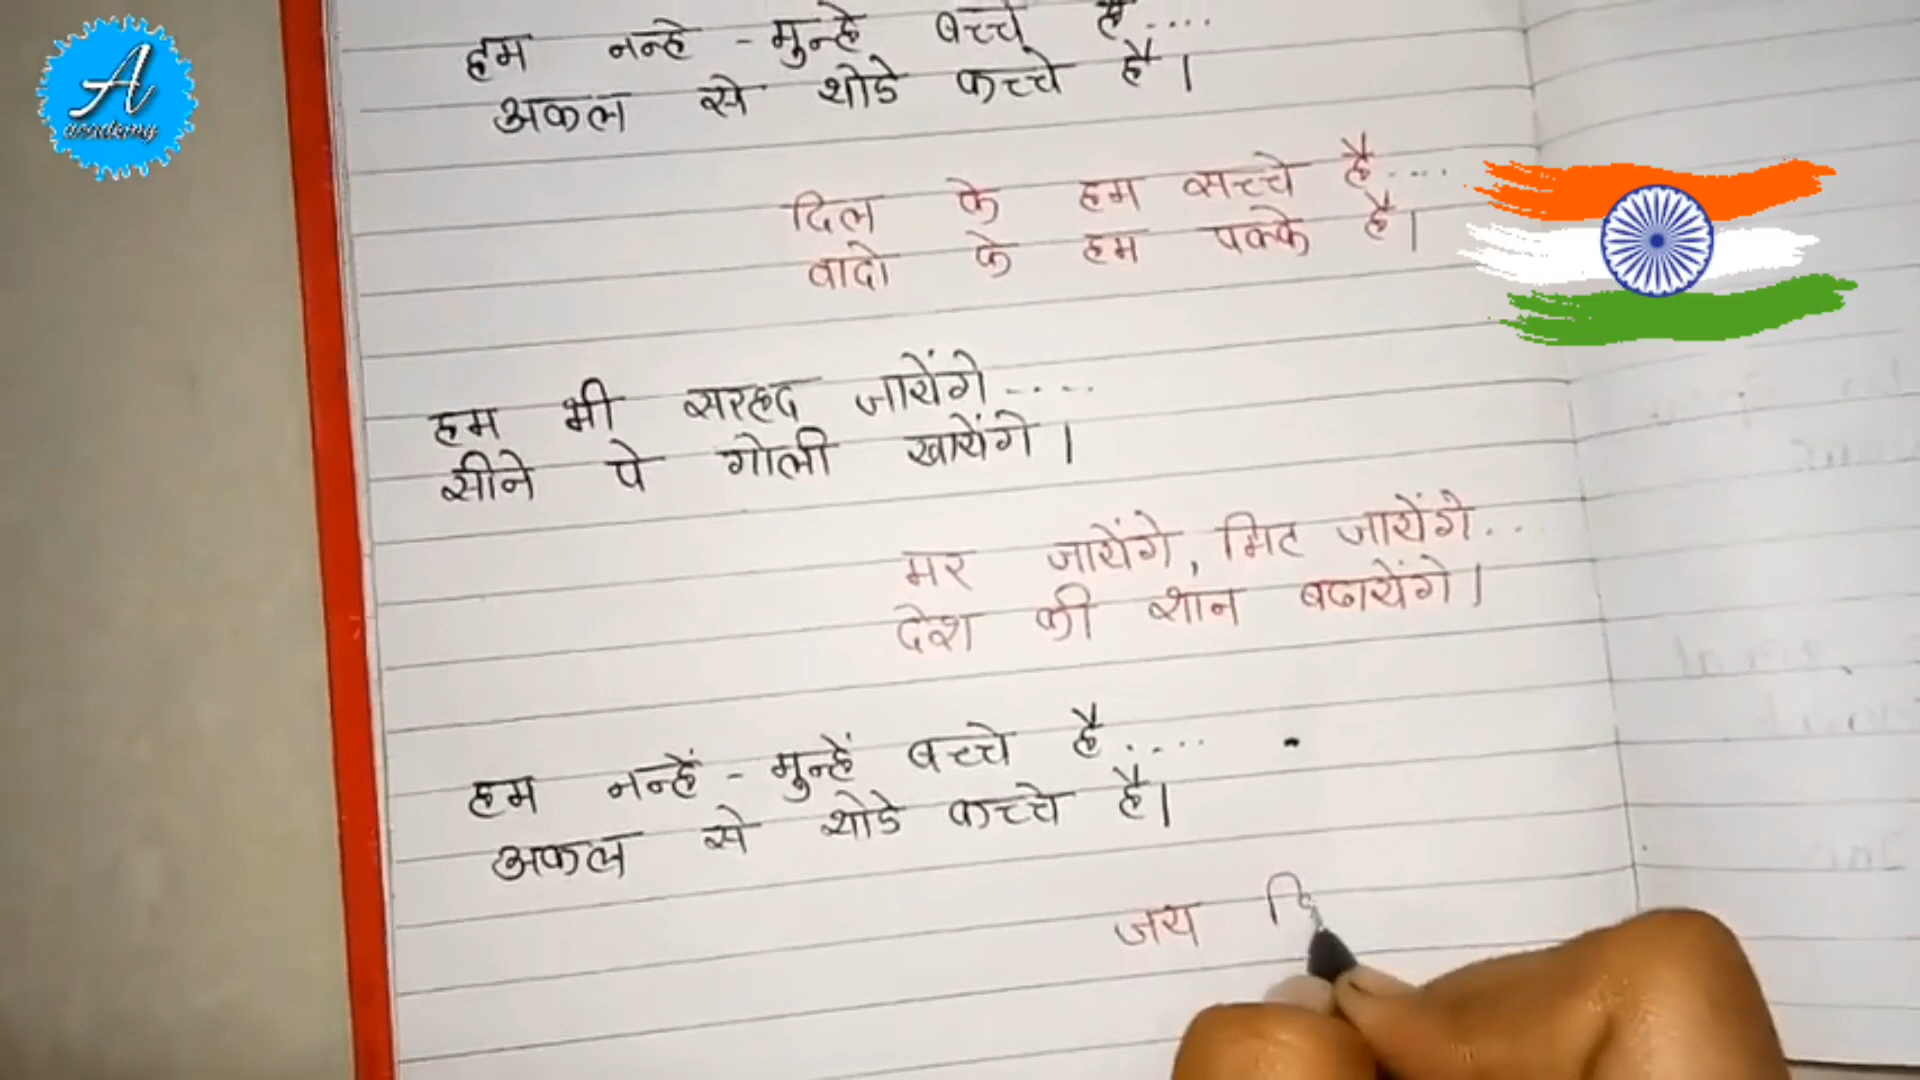 A
academy
हम नन्हे - मुन्हे बच्चे है....
अकल से थोडे कच्चे है।
दिल के हम सच्चे है....
वादो के हम पक्के है।
हम भी सरहद जायेंगे....
सीने पे गोली खायेंगे।
मर जायेंगे, मिट जायेंगे...
देश की शान बढायेंगे।
हम नन्हें - मुन्हें बच्चे है....
अकल से थोडे कच्चे है।
जय